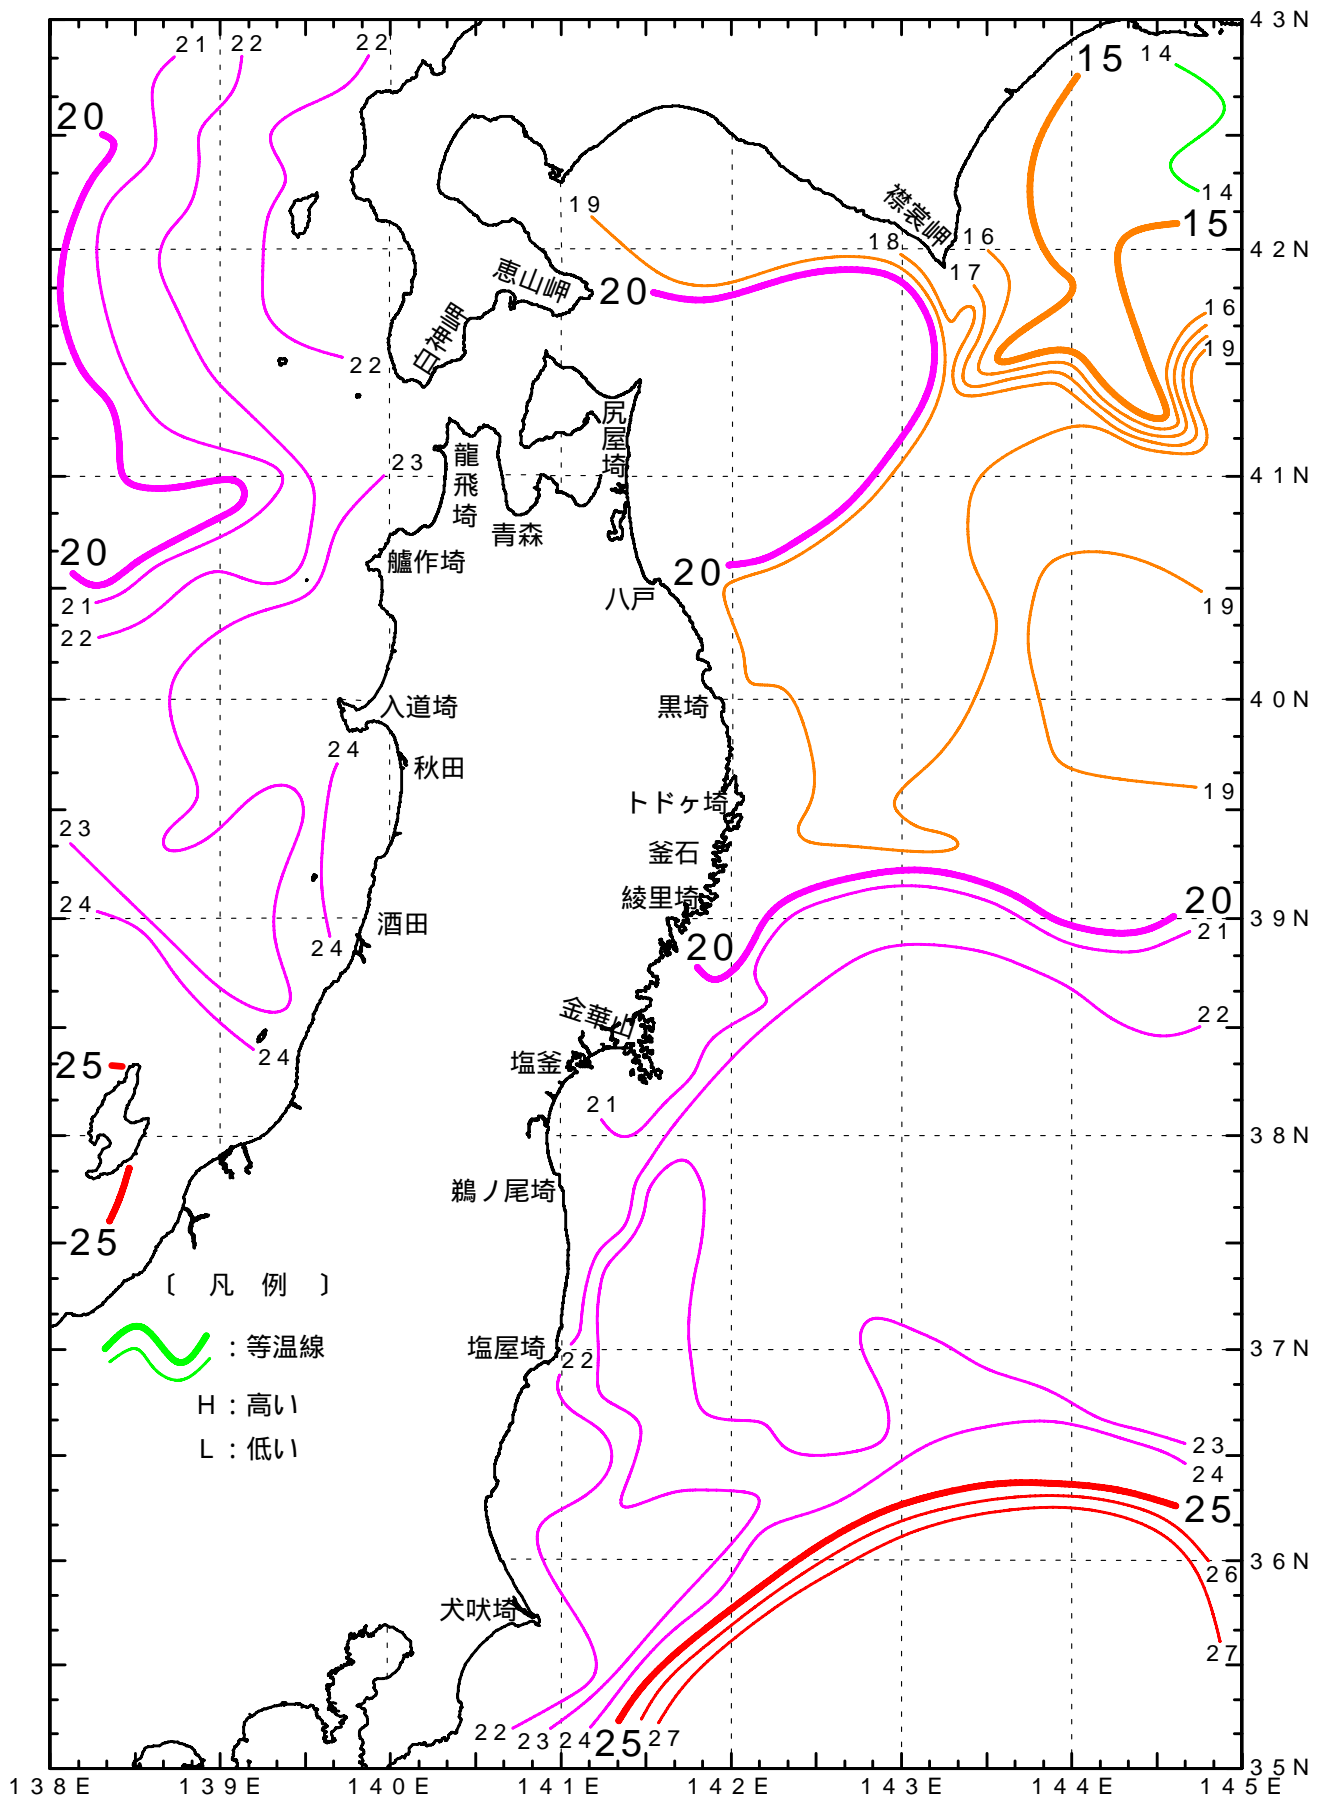 43N
21 22 22
15 14
20
14
19
襟裳岬
15
18 16
42N
17
恵山岬 20
16
白神岬
22
19
尻屋埼
龍飛埼
23
41N
青森
20
艫作埼
20
八戸
21
19
22
入道埼
黒埼
40N
24
秋田
19
トドヶ埼
23
釜石
綾里埼
20
24
酒田
39N
21
24
20
22
金華山
24
25
塩釜
21
38N
鵜ノ尾埼
25
〔 凡 例 〕
:等温線
塩屋埼
37N
22
H:高い
L:低い
23
24
25
36N
26
犬吠埼
27
22 23 24 25 27
35N
138E 139E 140E 141E 142E 143E 144E 145E